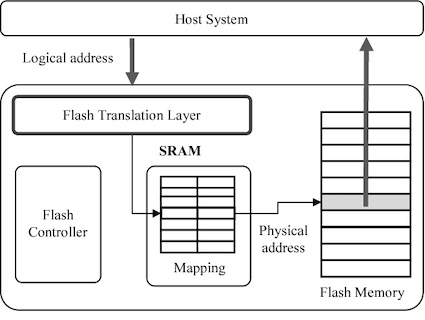 Host System
Logical address
Flash Translation Layer
SRAM
Flash
Controller
Mapping
Physical
address
Flash Memory